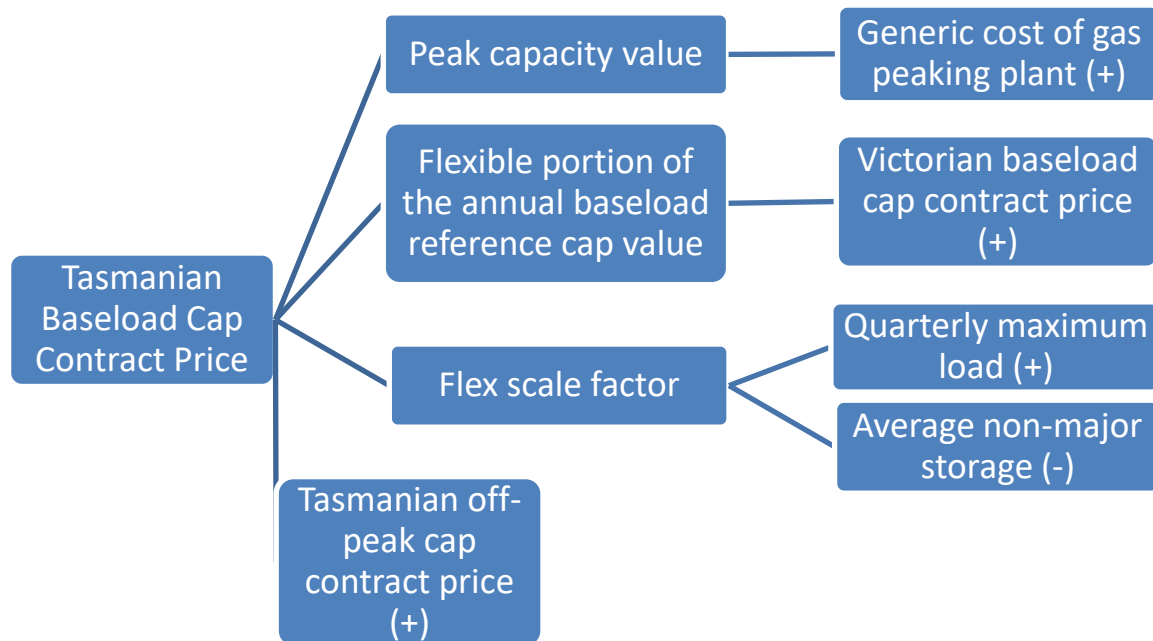 Peak capacity value
Generic cost of gas
peaking plant (+)
Flexible portion of
the annual baseload
reference cap value
Victorian baseload
cap contract price
(+)
Tasmanian
Baseload Cap
Contract Price
Flex scale factor
Quarterly maximum
load (+)
Average non-major
storage (-)
Tasmanian off-
peak cap
contract price
(+)